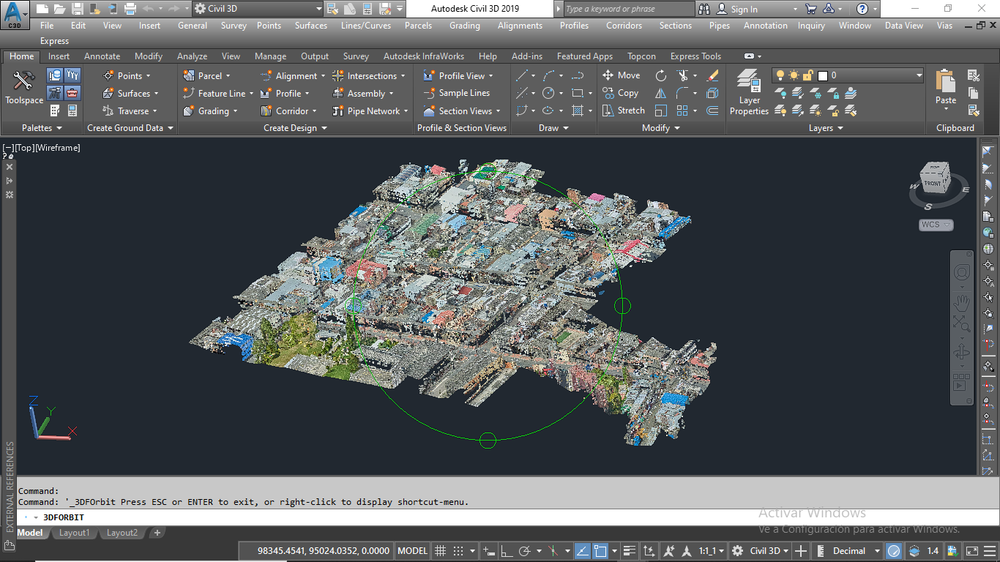 Civil 3D
Autodesk Civil 3D 2019
Type a keyword or phrase
Sign In
C3D
File Edit View Insert General Survey Points Surfaces Lines/Curves Parcels Grading Alignments Profiles Corridors Sections Pipes Annotation Inquiry Window Data View Vias
Express
Home Insert Annotate Modify Analyze View Manage Output Survey Autodesk InfraWorks Help Add-ins Featured Apps Topcon Express Tools
Points Parcel Alignment Intersections Profile View Move 0
Toolspace Surfaces Feature Line Profile Assembly Sample Lines Copy Layer Properties Paste
Traverse Grading Corridor Pipe Network Section Views Stretch
Palettes Create Ground Data Create Design Profile & Section Views Draw Modify Layers Clipboard
[−][Top][Wireframe]
TOP
FRONT
W S E
WCS
Z
Y
X
EXTERNAL REFERENCES
Command:
Command: '_3DFOrbit Press ESC or ENTER to exit, or right-click to display shortcut-menu.
3DFORBIT
Activar Windows
Ve a Configuración para activar Windows.
Model Layout1 Layout2 +
98345.4541, 95024.0352, 0.0000 MODEL 1:1_1 Civil 3D Decimal 1.4